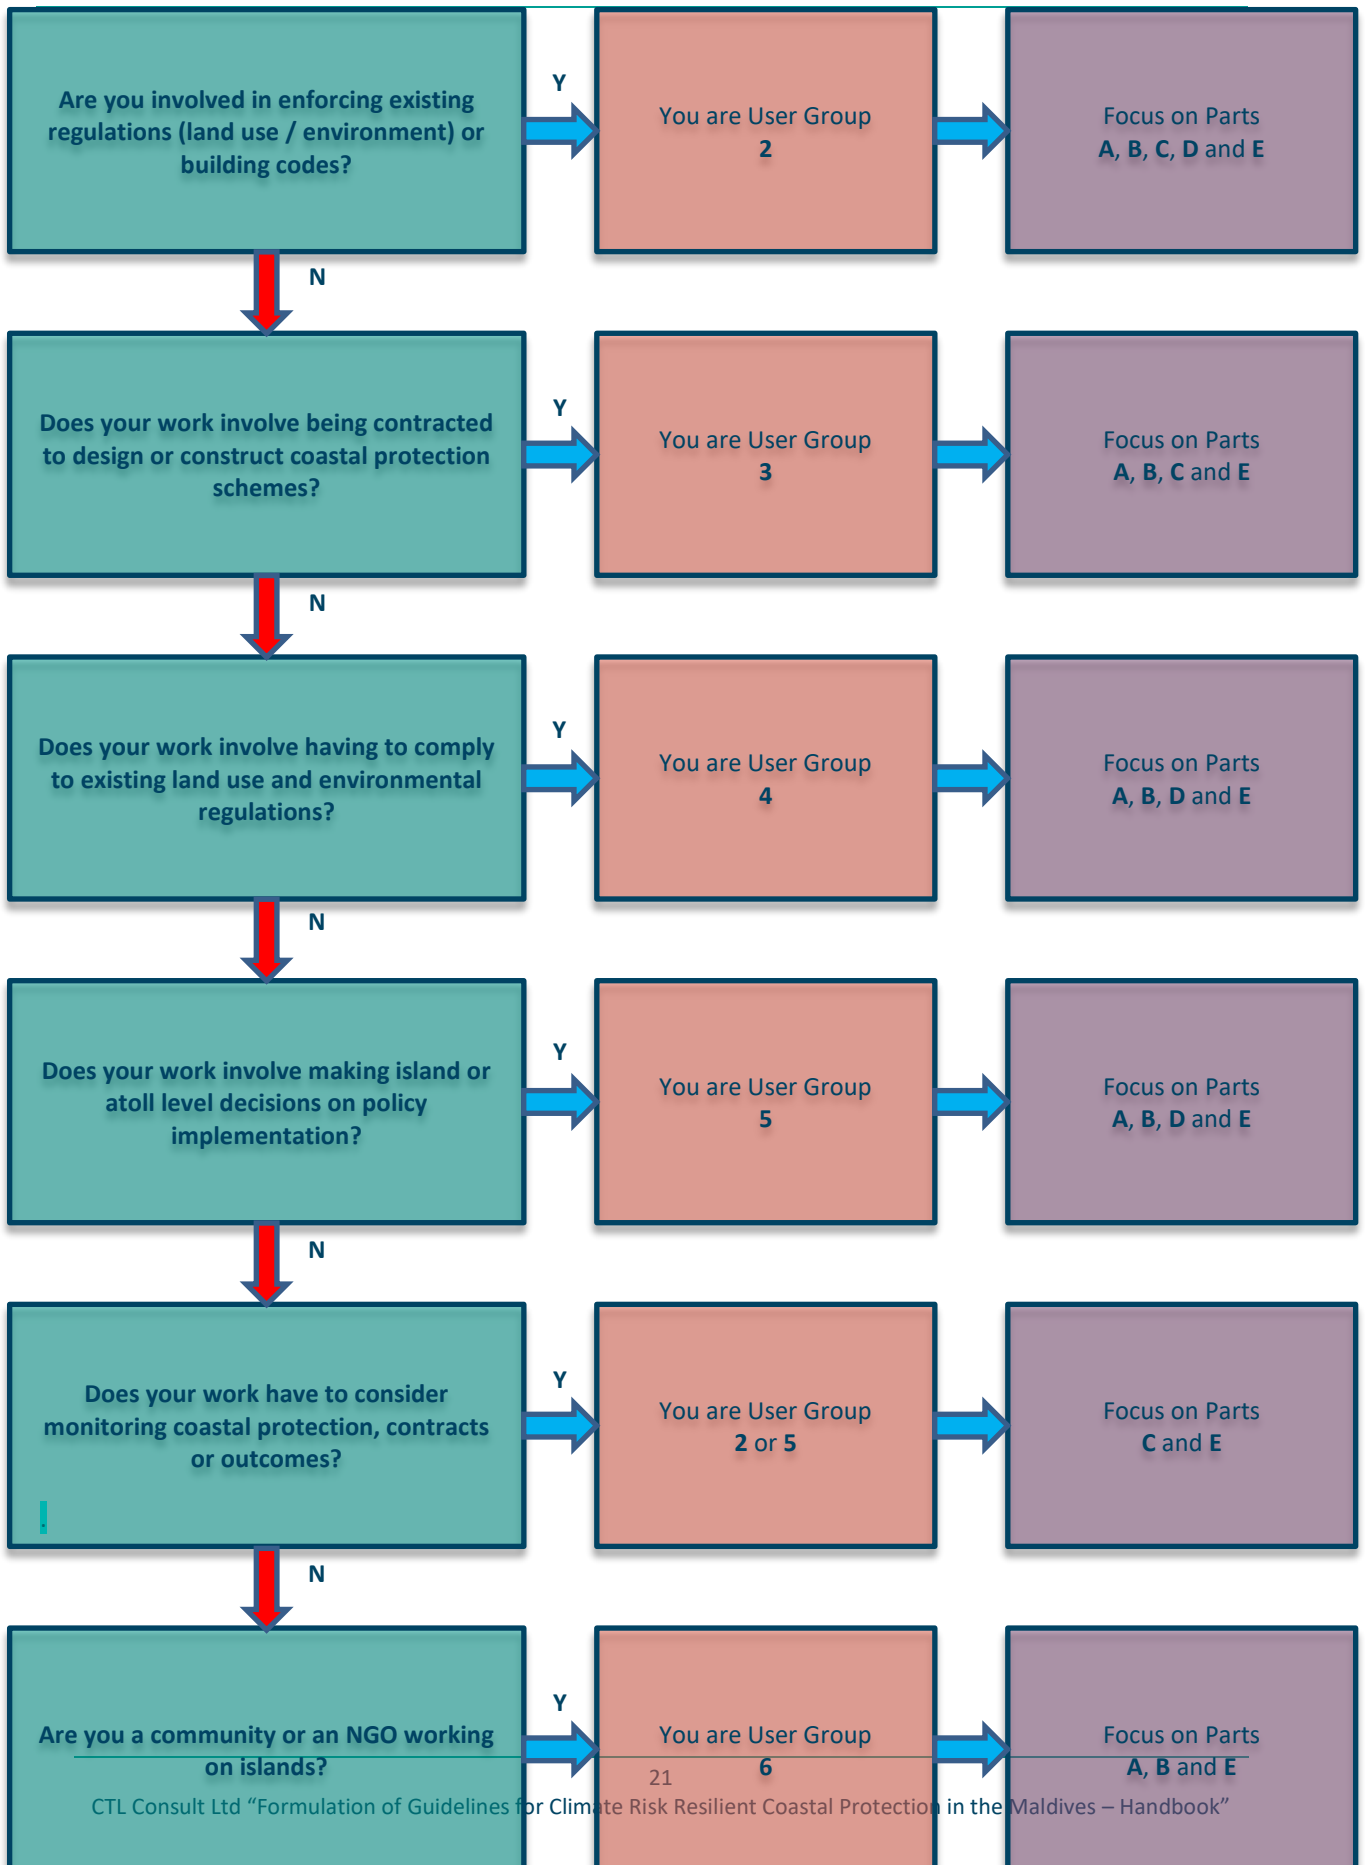 Are you involved in enforcing existing
regulations (land use / environment) or
building codes?
Y
You are User Group
2
Focus on Parts
A, B, C, D and E
N
Does your work involve being contracted
to design or construct coastal protection
schemes?
Y
You are User Group
3
Focus on Parts
A, B, C and E
N
Does your work involve having to comply
to existing land use and environmental
regulations?
Y
You are User Group
4
Focus on Parts
A, B, D and E
N
Does your work involve making island or
atoll level decisions on policy
implementation?
Y
You are User Group
5
Focus on Parts
A, B, D and E
N
Does your work have to consider
monitoring coastal protection, contracts
or outcomes?
.
Y
You are User Group
2 or 5
Focus on Parts
C and E
N
Are you a community or an NGO working
on islands?
Y
You are User Group
6
Focus on Parts
A, B and E
21
CTL Consult Ltd “Formulation of Guidelines for Climate Risk Resilient Coastal Protection in the Maldives – Handbook”